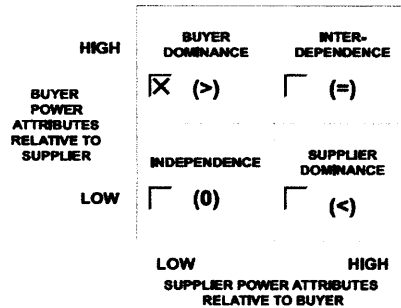 HIGH
BUYER
DOMINANCE
INTER-
DEPENDENCE
(>)
(=)
BUYER
POWER
ATTRIBUTES
RELATIVE TO
SUPPLIER
INDEPENDENCE
SUPPLIER
DOMINANCE
LOW
(0)
(<)
LOW
HIGH
SUPPLIER POWER ATTRIBUTES
RELATIVE TO BUYER